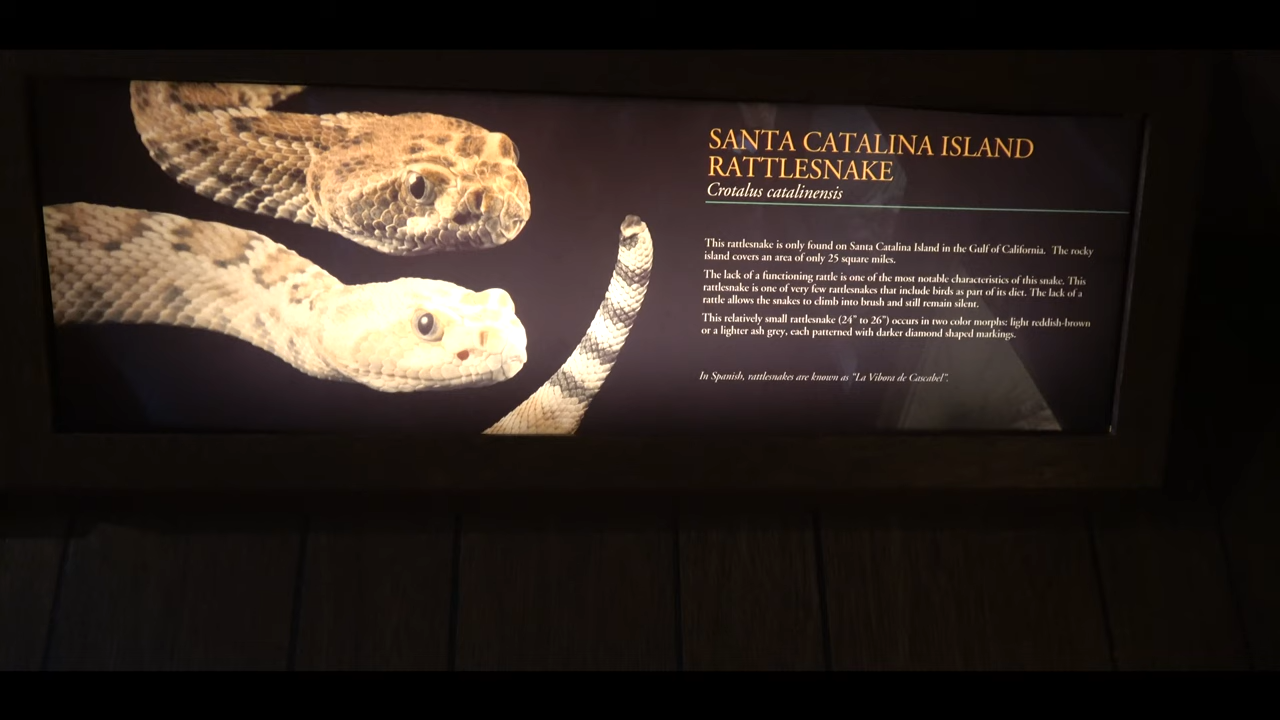 SANTA CATALINA ISLAND
RATTLESNAKE
Crotalus catalinensis
This rattlesnake is only found on Santa Catalina Island in the Gulf of California. The rocky
island covers an area of only 25 square miles.
The lack of a functioning rattle is one of the most notable characteristics of this snake. This
rattlesnake is one of very few rattlesnakes that include birds as part of its diet. The lack of a
rattle allows the snakes to climb into brush and still remain silent.
This relatively small rattlesnake (24" to 26") occurs in two color morphs: light reddish-brown
or a lighter ash grey, each patterned with darker diamond shaped markings.
In Spanish, rattlesnakes are known as "La Vibora de Cascabel".